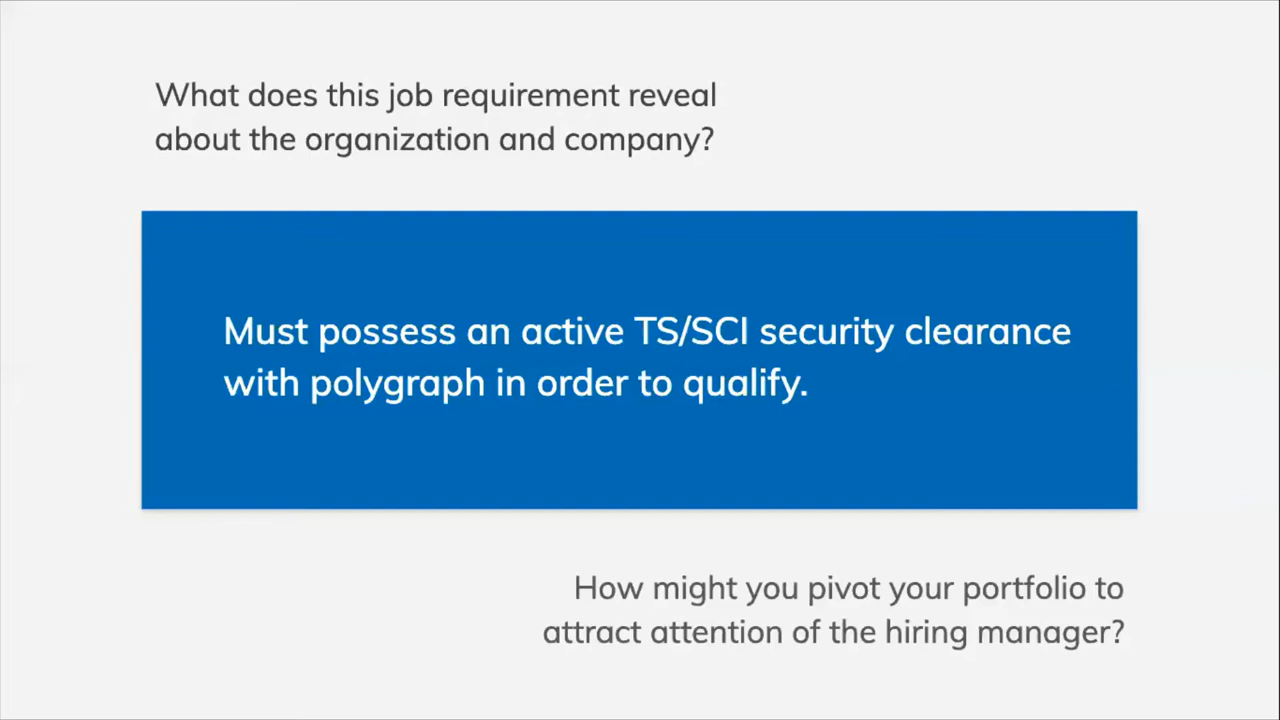 What does this job requirement reveal
about the organization and company?
Must possess an active TS/SCI security clearance
with polygraph in order to qualify.
How might you pivot your portfolio to
attract attention of the hiring manager?